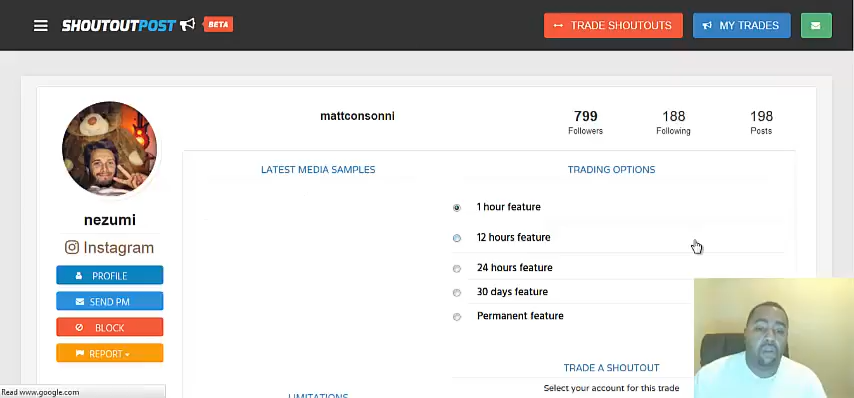 SHOUTOUTPOST BETA
TRADE SHOUTOUTS
MY TRADES
mattconsonni
799
Followers
188
Following
198
Posts
nezumi
Instagram
PROFILE
SEND PM
BLOCK
REPORT
LATEST MEDIA SAMPLES
LIMITATIONS
TRADING OPTIONS
1 hour feature
12 hours feature
24 hours feature
30 days feature
Permanent feature
TRADE A SHOUTOUT
Select your account for this trade
Read www.google.com